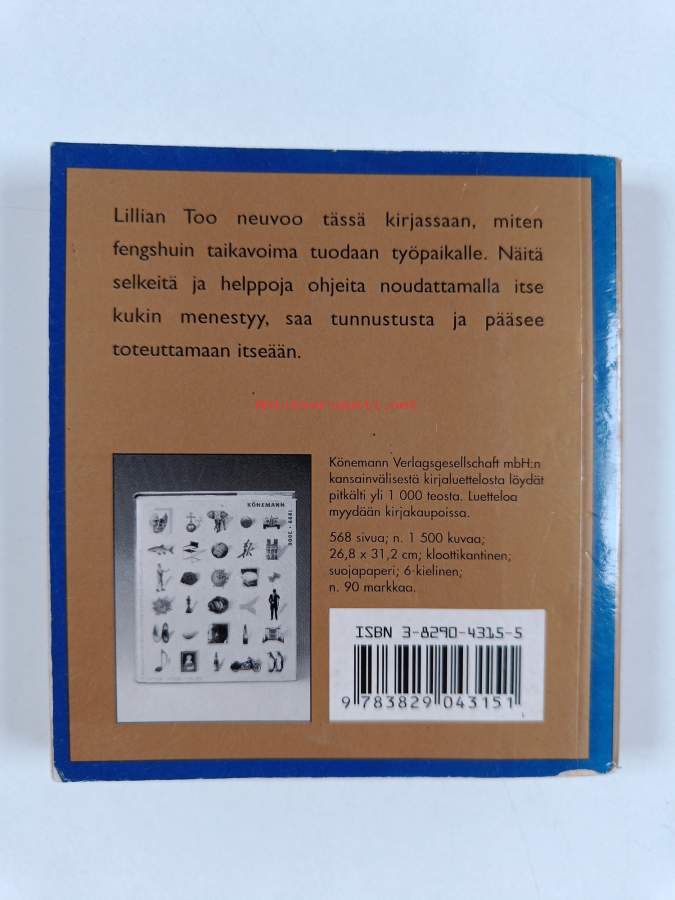 Lillian Too neuvoo tässä kirjassaan, miten
fengshuin taikavoima tuodaan työpaikalle. Näitä
selkeitä ja helppoja ohjeita noudattamalla itse
kukin menestyy, saa tunnustusta ja pääsee
toteuttamaan itseään.
Könemann Verlagsgesellschaft mbH:n
kansainvälisestä kirjaluettelosta löydät
pitkälti yli 1 000 teosta. Luetteloa
myydään kirjakaupoissa.
568 sivua; n. 1 500 kuvaa;
26,8 x 31,2 cm; kloottikantinen;
suojapaperi; 6-kielinen;
n. 90 markkaa.
KÖNEMANN
1999 · 2000
ISBN 3-8290-4315-5
9 783829 043151